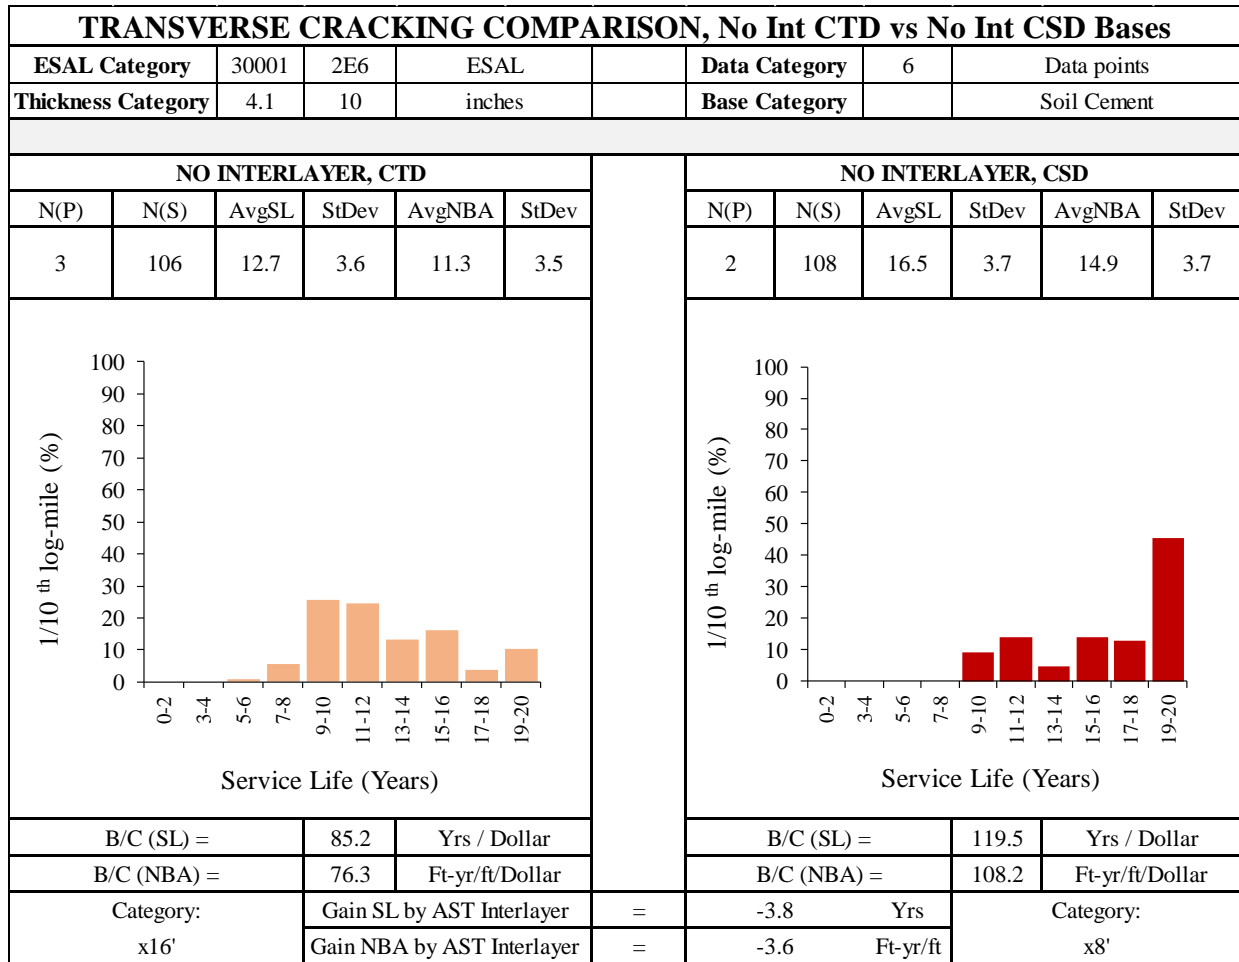 TRANSVERSE CRACKING COMPARISON, No Int CTD vs No Int CSD Bases
ESAL Category 30001 2E6 ESAL Data Category 6 Data points
Thickness Category 4.1 10 inches Base Category Soil Cement
NO INTERLAYER, CTD
N(P) N(S) AvgSL StDev AvgNBA StDev
3 106 12.7 3.6 11.3 3.5
1/10 th log-mile (%)
100
90
80
70
60
50
40
30
20
10
0
0-2 3-4 5-6 7-8 9-10 11-12 13-14 15-16 17-18 19-20
Service Life (Years)
NO INTERLAYER, CSD
N(P) N(S) AvgSL StDev AvgNBA StDev
2 108 16.5 3.7 14.9 3.7
1/10 th log-mile (%)
100
90
80
70
60
50
40
30
20
10
0
0-2 3-4 5-6 7-8 9-10 11-12 13-14 15-16 17-18 19-20
Service Life (Years)
B/C (SL) = 85.2 Yrs / Dollar B/C (SL) = 119.5 Yrs / Dollar
B/C (NBA) = 76.3 Ft-yr/ft/Dollar B/C (NBA) = 108.2 Ft-yr/ft/Dollar
Category: Gain SL by AST Interlayer = -3.8 Yrs Category:
x16' Gain NBA by AST Interlayer = -3.6 Ft-yr/ft x8'